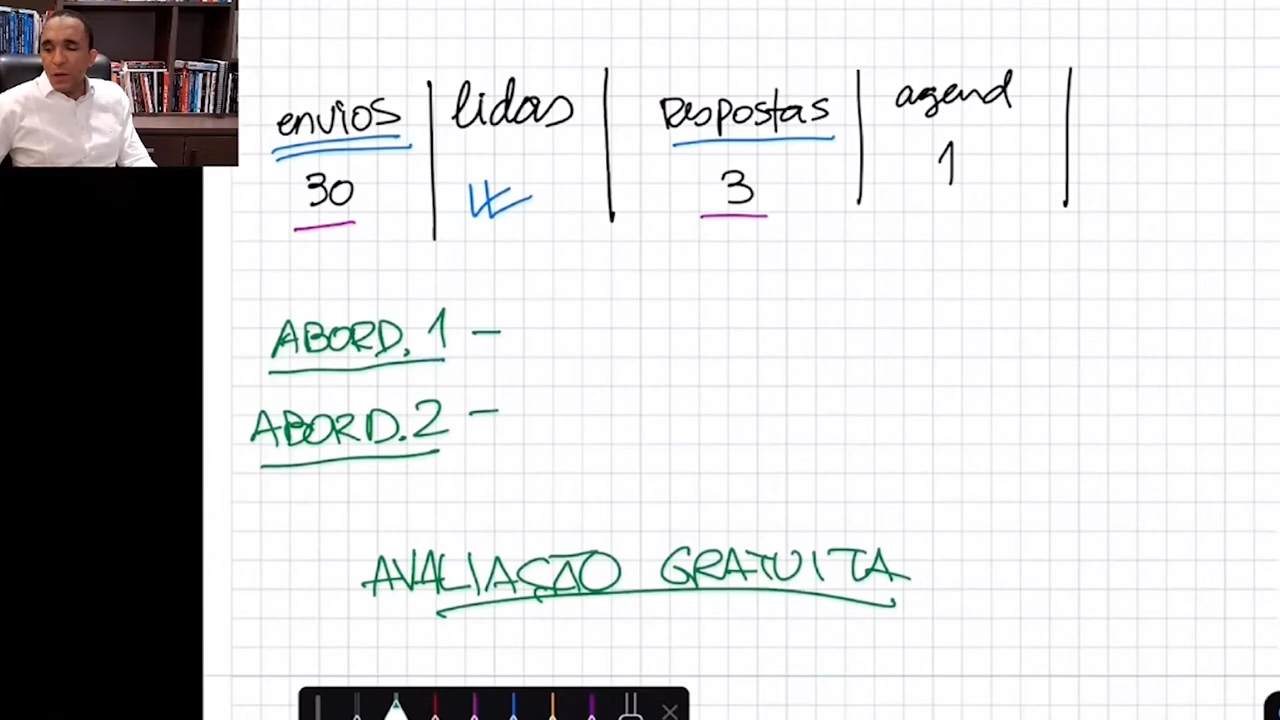 envios lidas Respostas agend
30 3 1
ABORD. 1 -
ABORD. 2 -
AVALIAÇÃO GRATUITA